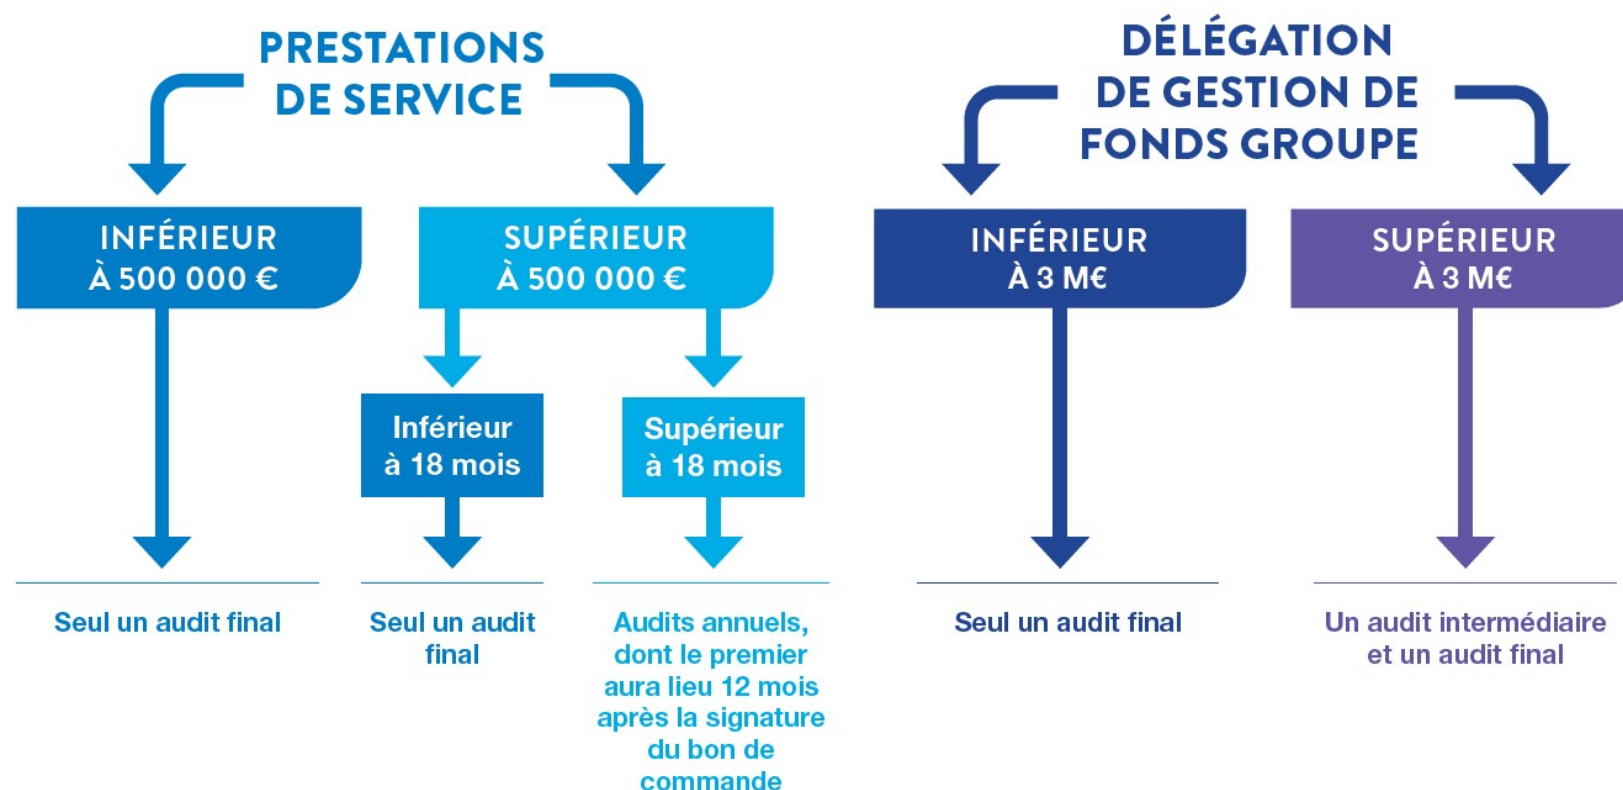 PRESTATIONS
DE SERVICE
INFÉRIEUR
À 500 000 €
SUPÉRIEUR
À 500 000 €
Inférieur
à 18 mois
Supérieur
à 18 mois
Seul un audit final
Seul un audit
final
Audits annuels,
dont le premier
aura lieu 12 mois
après la signature
du bon de
commande
DÉLÉGATION
DE GESTION DE
FONDS GROUPE
INFÉRIEUR
À 3 M€
SUPÉRIEUR
À 3 M€
Seul un audit final
Un audit intermédiaire
et un audit final